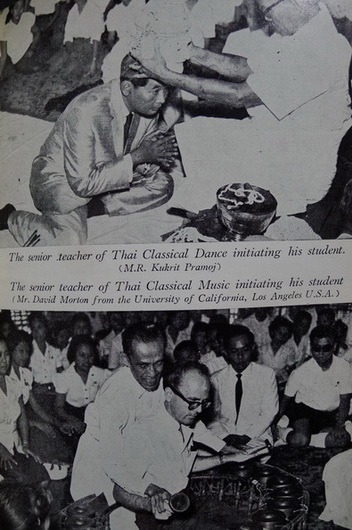 The senior .teacher of Thai Classical Dance initiating his student.
(M.R. Kukrit Pramoj)
The senior teacher of Thai Classical Music initiating his student
(Mr. David Morton from the University of California, Los Angeles U.S.A.)